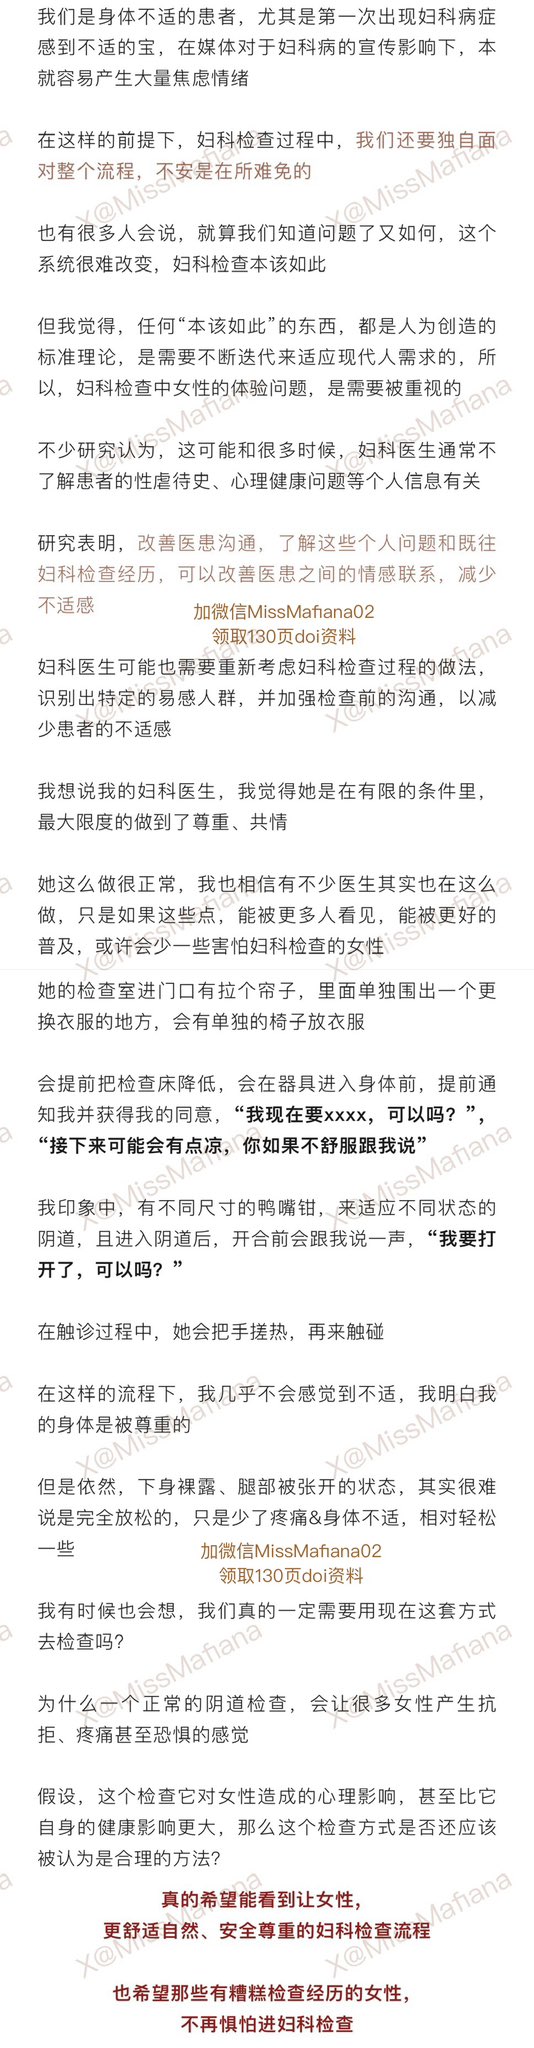 我们是身体不适的患者，尤其是第一次出现妇科病症
感到不适的宝，在媒体对于妇科病的宣传影响下，本
就容易产生大量焦虑情绪
在这样的前提下，妇科检查过程中，我们还要独自面
对整个流程，不安是在所难免的
也有很多人会说，就算我们知道问题了又如何，这个
系统很难改变，妇科检查本该如此
但我觉得，任何“本该如此”的东西，都是人为创造的
标准理论，是需要不断迭代来适应现代人需求的，所
以，妇科检查中女性的体验问题，是需要被重视的
不少研究认为，这可能和很多时候，妇科医生通常不
了解患者的性虐待史、心理健康问题等个人信息有关
研究表明，改善医患沟通，了解这些个人问题和既往
妇科检查经历，可以改善医患之间的情感联系，减少
不适感
加微信MissMafiana02
领取130页doi资料
妇科医生可能也需要重新考虑妇科检查过程的做法，
识别出特定的易感人群，并加强检查前的沟通，以减
少患者的不适感
我想说我的妇科医生，我觉得她是在有限的条件里，
最大限度的做到了尊重、共情
她这么做很正常，我也相信有不少医生其实也在这么
做，只是如果这些点，能被更多人看见，能被更好的
普及，或许会少一些害怕妇科检查的女性
她的检查室进门口有拉个帘子，里面单独围出一个更
换衣服的地方，会有单独的椅子放衣服
会提前把检查床降低，会在器具进入身体前，提前通
知我并获得我的同意，“我现在要xxxx，可以吗？”，
“接下来可能会有点凉，你如果不舒服跟我说”
我印象中，有不同尺寸的鸭嘴钳，来适应不同状态的
阴道，且进入阴道后，开合前会跟我说一声，“我要打
开了，可以吗？”
在触诊过程中，她会把手搓热，再来触碰
在这样的流程下，我几乎不会感觉到不适，我明白我
的身体是被尊重的
但是依然，下身裸露、腿部被张开的状态，其实很难
说是完全放松的，只是少了疼痛&身体不适，相对轻松
一些
加微信MissMafiana02
领取130页doi资料
我有时候也会想，我们真的一定需要用现在这套方式
去检查吗？
为什么一个正常的阴道检查，会让很多女性产生抗
拒、疼痛甚至恐惧的感觉
假设，这个检查它对女性造成的心理影响，甚至比它
自身的健康影响更大，那么这个检查方式是否还应该
被认为是合理的方法？
真的希望能看到让女性，
更舒适自然、安全尊重的妇科检查流程
也希望那些有糟糕检查经历的女性，
不再惧怕进妇科检查
X@MissMafiana